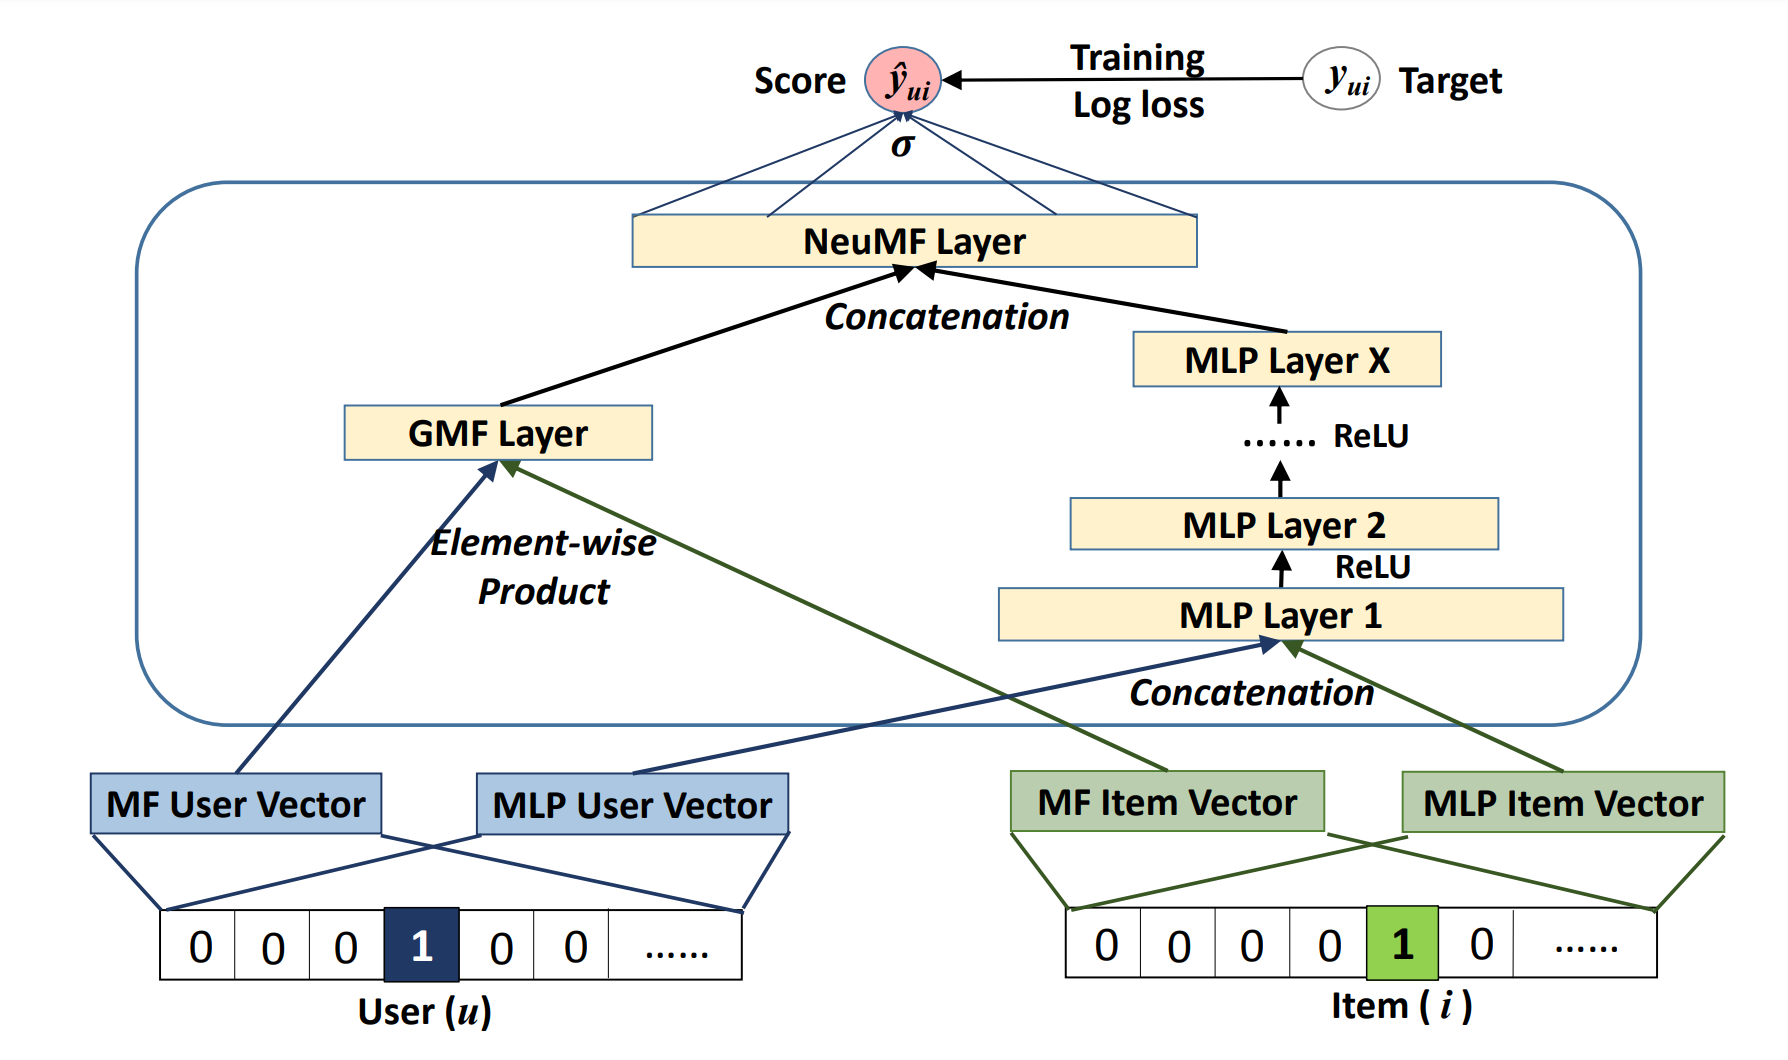 Score
ŷui
Training
Log loss
yui
Target
σ
NeuMF Layer
Concatenation
MLP Layer X
GMF Layer
...... ReLU
Element-wise
Product
MLP Layer 2
ReLU
MLP Layer 1
Concatenation
MF User Vector
MLP User Vector
MF Item Vector
MLP Item Vector
0 0 0 1 0 0 ......
0 0 0 0 1 0 ......
User (u)
Item ( i )